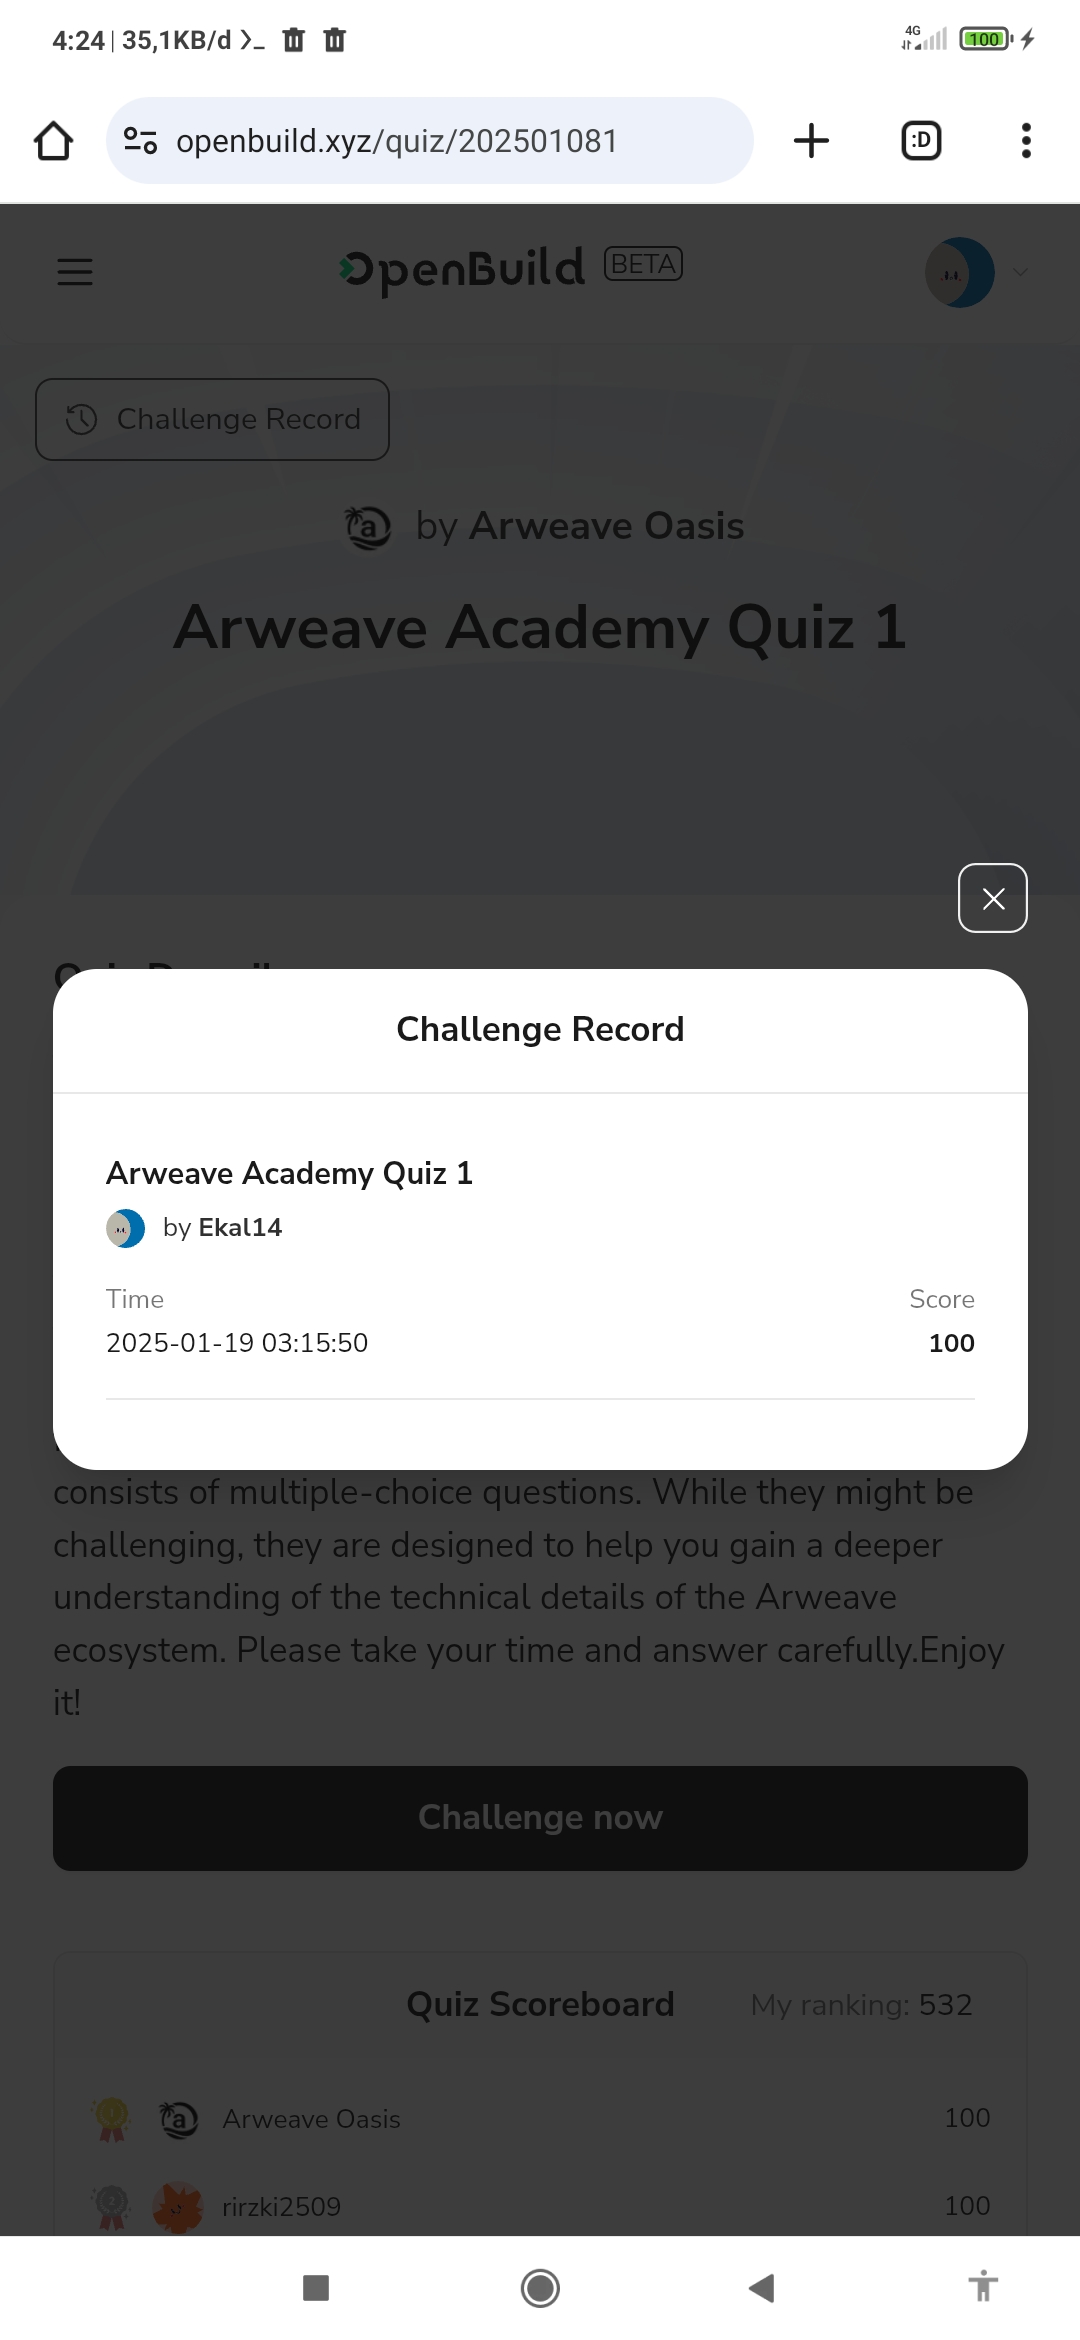 4:24 | 35,1KB/d >_
4G
100
openbuild.xyz/quiz/202501081
:D
OpenBuild BETA
Challenge Record
by Arweave Oasis
Arweave Academy Quiz 1
Challenge Record
Arweave Academy Quiz 1
by Ekal14
Time Score
2025-01-19 03:15:50 100
consists of multiple-choice questions. While they might be
challenging, they are designed to help you gain a deeper
understanding of the technical details of the Arweave
ecosystem. Please take your time and answer carefully.Enjoy
it!
Challenge now
Quiz Scoreboard My ranking: 532
Arweave Oasis 100
2 rirzki2509 100